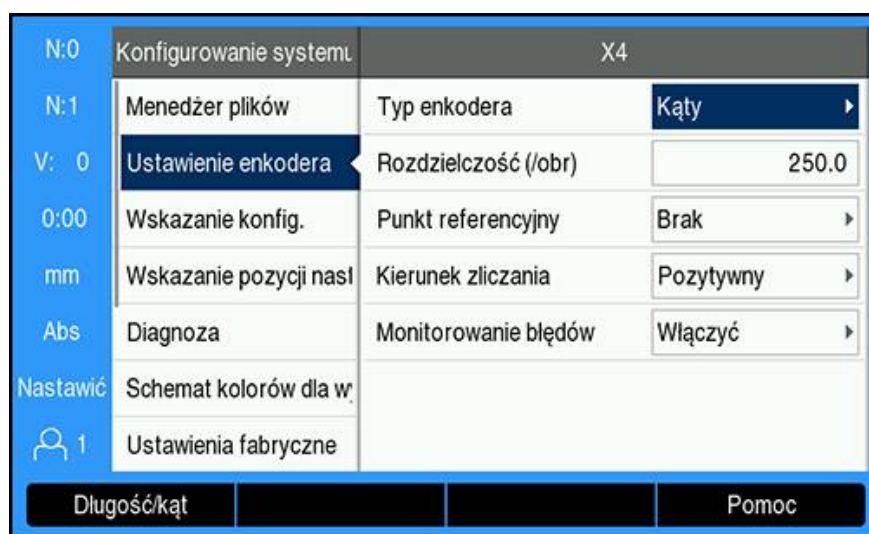 N:0
Konfigurowanie systemu
X4
N:1
Menedżer plików
Typ enkodera
Kąty
V: 0
Ustawienie enkodera
Rozdzielczość (/obr)
250.0
0:00
Wskazanie konfig.
Punkt referencyjny
Brak
mm
Wskazanie pozycji nast
Kierunek zliczania
Pozytywny
Abs
Diagnoza
Monitorowanie błędów
Włączyć
Nastawić
Schemat kolorów dla wy
1
Ustawienia fabryczne
Długość/kąt
Pomoc